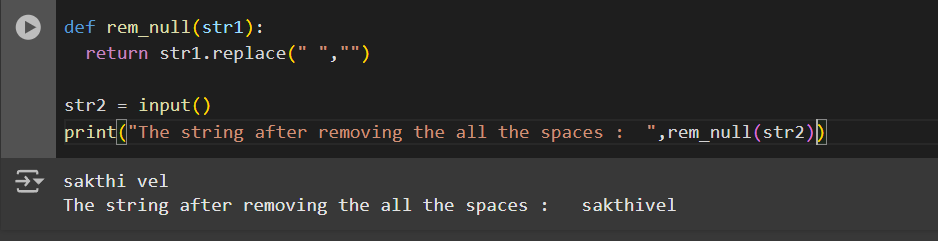 def rem_null(str1):
  return str1.replace(" ","")

str2 = input()
print("The string after removing the all the spaces :  ",rem_null(str2))
sakthi vel
The string after removing the all the spaces :   sakthivel